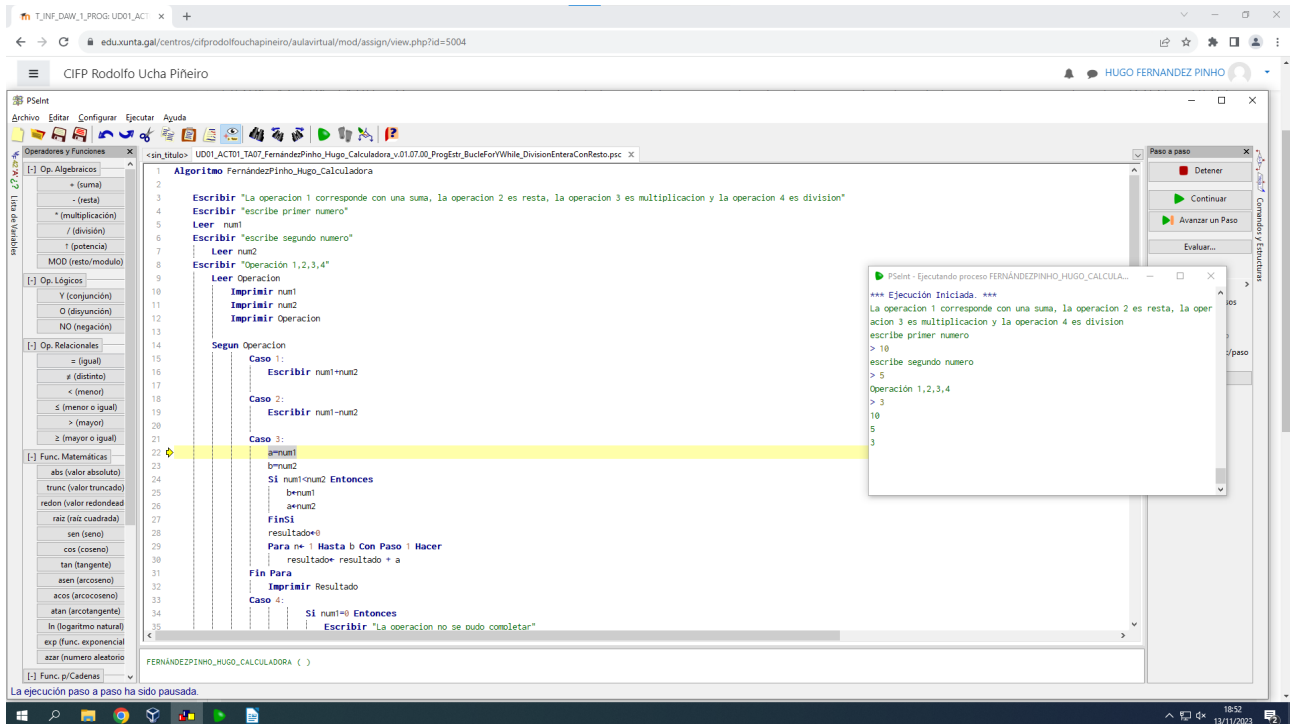 T_INF_DAW_1_PROG: UD01_ACT
edu.xunta.gal/centros/cifprodolfouchapineiro/aulavirtual/mod/assign/view.php?id=5004
CIFP Rodolfo Ucha Piñeiro
HUGO FERNANDEZ PINHO
PSeInt
Archivo Editar Configurar Ejecutar Ayuda
Operadores y Funciones
<sin_titulo> UD01_ACT01_TA07_FernándezPinho_Hugo_Calculadora_v.01.07.00_ProgEstr_BucleForYWhile_DivisionEnteraConResto.psc
Paso a paso
Lista de Variables
[-] Op. Algebraicos
+ (suma)
- (resta)
* (multiplicación)
/ (división)
↑ (potencia)
MOD (resto/modulo)
[-] Op. Lógicos
Y (conjunción)
O (disyunción)
NO (negación)
[-] Op. Relacionales
= (igual)
≠ (distinto)
< (menor)
≤ (menor o igual)
> (mayor)
≥ (mayor o igual)
[-] Func. Matemáticas
abs (valor absoluto)
trunc (valor truncado)
redon (valor redondead
raiz (raíz cuadrada)
sen (seno)
cos (coseno)
tan (tangente)
asen (arcoseno)
acos (arcocoseno)
atan (arcotangente)
ln (logaritmo natural)
exp (func. exponencial
azar (numero aleatorio
[-] Func. p/Cadenas
1 Algoritmo FernándezPinho_Hugo_Calculadora
2
3 Escribir "La operacion 1 corresponde con una suma, la operacion 2 es resta, la operacion 3 es multiplicacion y la operacion 4 es division"
4 Escribir "escribe primer numero"
5 Leer num1
6 Escribir "escribe segundo numero"
7 Leer num2
8 Escribir "Operación 1,2,3,4"
9 Leer Operacion
10 Imprimir num1
11 Imprimir num2
12 Imprimir Operacion
13
14 Segun Operacion
15 Caso 1:
16 Escribir num1+num2
17
18 Caso 2:
19 Escribir num1-num2
20
21 Caso 3:
22 a=num1
23 b=num2
24 Si num1<num2 Entonces
25 b←num1
26 a←num2
27 FinSi
28 resultado←0
29 Para n← 1 Hasta b Con Paso 1 Hacer
30 resultado← resultado + a
31 Fin Para
32 Imprimir Resultado
33 Caso 4:
34 Si num1=0 Entonces
35 Escribir "La operacion no se pudo completar"
FERNÁNDEZPINHO_HUGO_CALCULADORA ( )
PSeInt - Ejecutando proceso FERNÁNDEZPINHO_HUGO_CALCULA...
*** Ejecución Iniciada. ***
La operacion 1 corresponde con una suma, la operacion 2 es resta, la oper
acion 3 es multiplicacion y la operacion 4 es division
escribe primer numero
> 10
escribe segundo numero
> 5
Operación 1,2,3,4
> 3
10
5
3
Detener
Continuar
Avanzar un Paso
Evaluar...
sos
/paso
Comandos y Estructuras
La ejecución paso a paso ha sido pausada.
18:52
13/11/2023